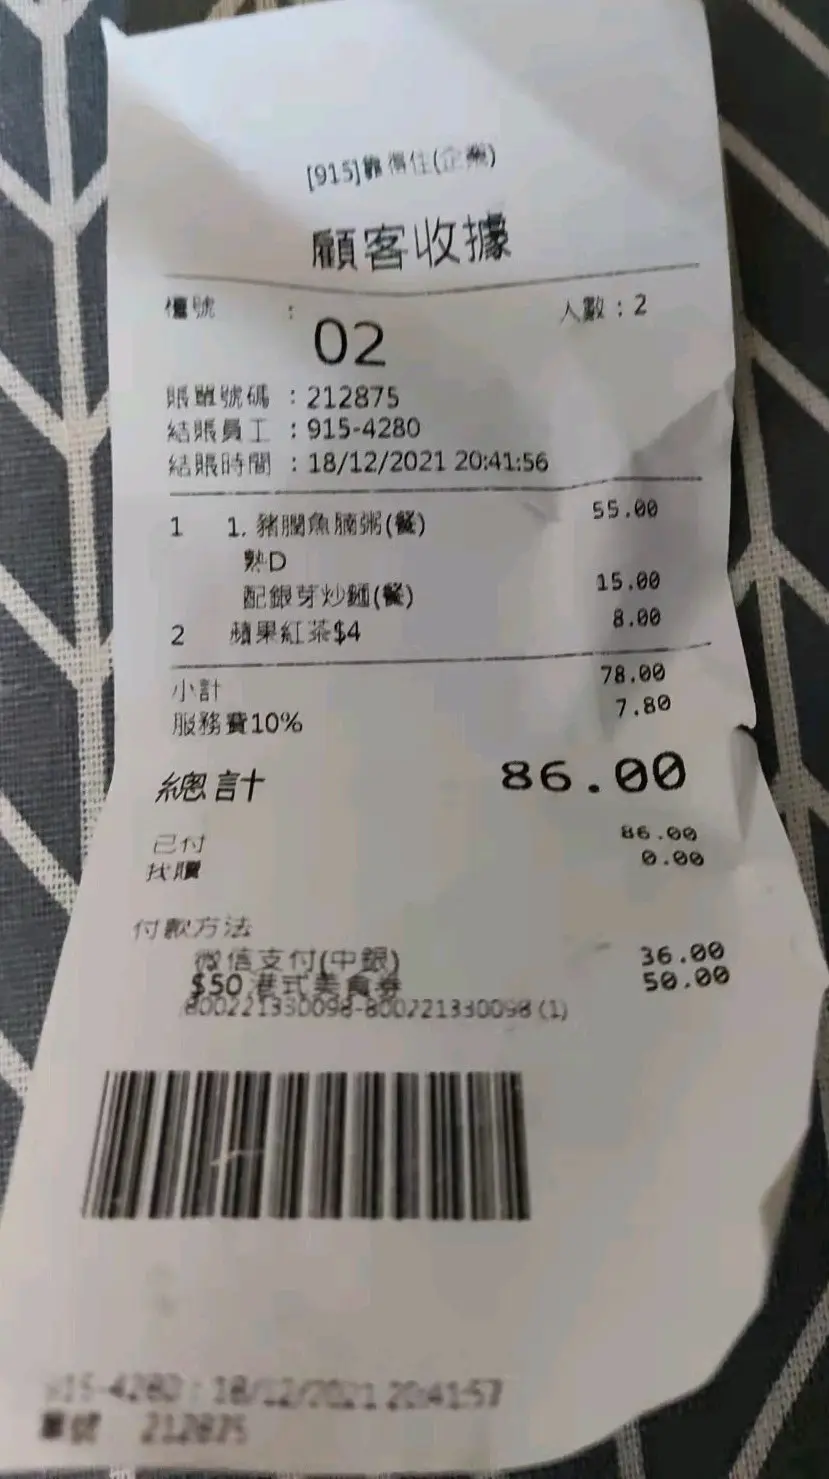 [915]靠得住(企業)
顧客收據
檯號 : 02 人數 : 2
賬單號碼 : 212875
結賬員工 : 915-4280
結賬時間 : 18/12/2021 20:41:56
1 1. 豬膶魚腩粥(餐) 55.00
熟D
配銀芽炒麵(餐) 15.00
2 蘋果紅茶$4 8.00
小計 78.00
服務費10% 7.80
總計 86.00
已付 86.00
找贖 0.00
付款方法
微信支付(中銀) 36.00
$50 港式美食券 50.00
800221330098-800221330098 (1)
915-4280 : 18/12/2021 20:41:57
單號 212875